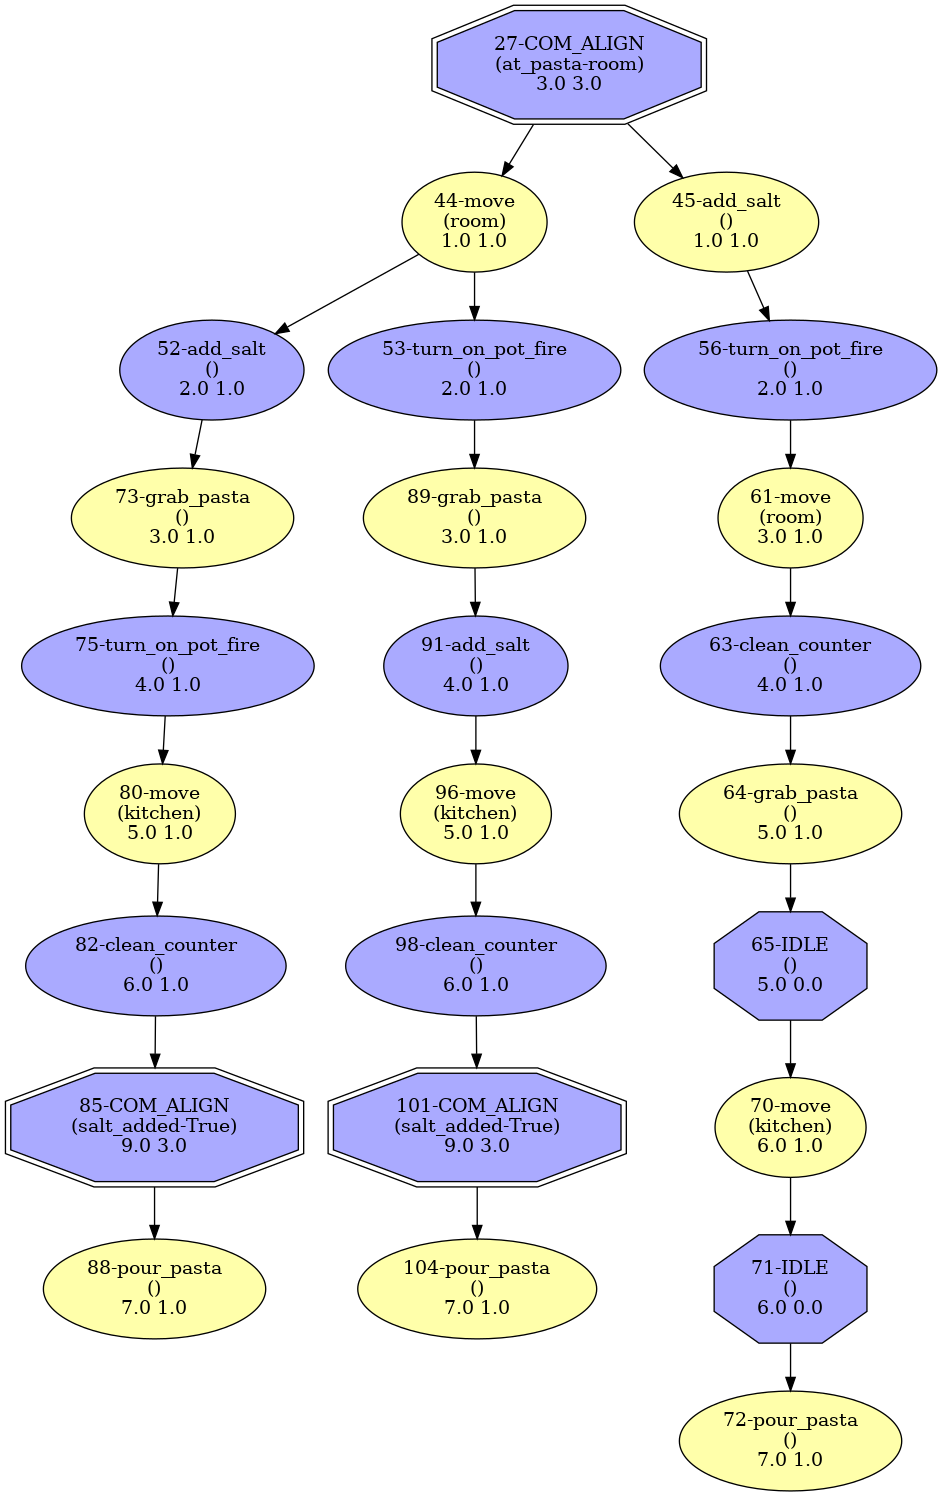 27-COM_ALIGN
(at_pasta-room)
3.0 3.0
44-move
(room)
1.0 1.0
45-add_salt
()
1.0 1.0
52-add_salt
()
2.0 1.0
53-turn_on_pot_fire
()
2.0 1.0
56-turn_on_pot_fire
()
2.0 1.0
73-grab_pasta
()
3.0 1.0
89-grab_pasta
()
3.0 1.0
61-move
(room)
3.0 1.0
75-turn_on_pot_fire
()
4.0 1.0
91-add_salt
()
4.0 1.0
63-clean_counter
()
4.0 1.0
80-move
(kitchen)
5.0 1.0
96-move
(kitchen)
5.0 1.0
64-grab_pasta
()
5.0 1.0
82-clean_counter
()
6.0 1.0
98-clean_counter
()
6.0 1.0
65-IDLE
()
5.0 0.0
85-COM_ALIGN
(salt_added-True)
9.0 3.0
101-COM_ALIGN
(salt_added-True)
9.0 3.0
70-move
(kitchen)
6.0 1.0
88-pour_pasta
()
7.0 1.0
104-pour_pasta
()
7.0 1.0
71-IDLE
()
6.0 0.0
72-pour_pasta
()
7.0 1.0